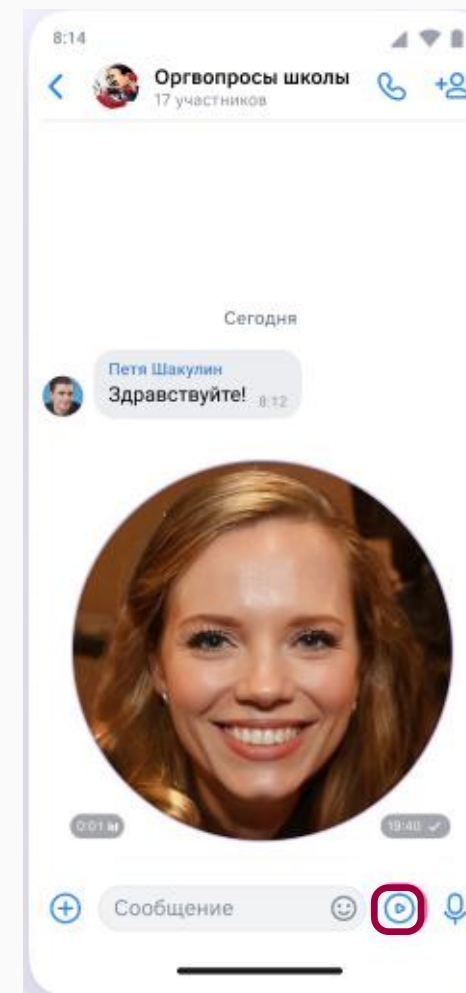 8:14
Оргвопросы школы
17 участников
Сегодня
Петя Шакулин
Здравствуйте! 8:12
0:01
19:40
Сообщение